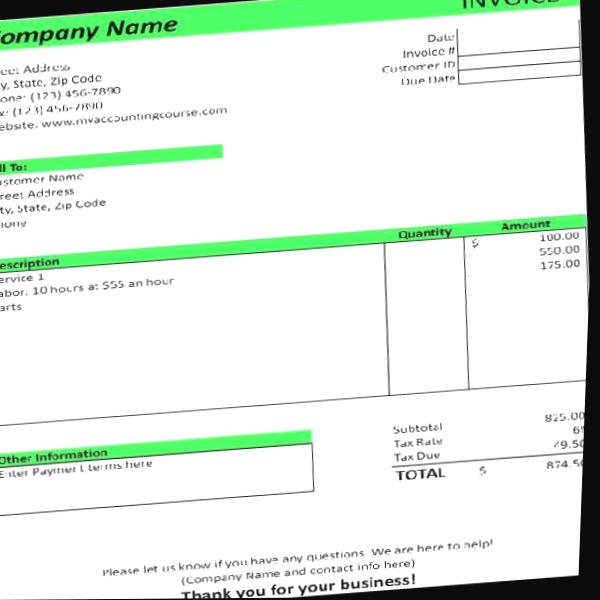 ompany Name
INVOICE
eet Address
Date
y, State, Zip Code
Invoice #
one: (123) 456-7890
Customer ID
x: (123) 456-7890
Due Date
ebsite: www.myaccountingcourse.com
ll To:
ustomer Name
reet Address
ty, State, Zip Code
hone
escription Quantity Amount
ervice 1 $ 100.00
abor: 10 hours at $55 an hour 550.00
arts 175.00
Subtotal 825.00
Tax Rate 6
Tax Due 49.50
TOTAL $ 874.50
Other Information
Enter Payment terms here
Please let us know if you have any questions. We are here to help!
(Company Name and contact info here)
Thank you for your business!